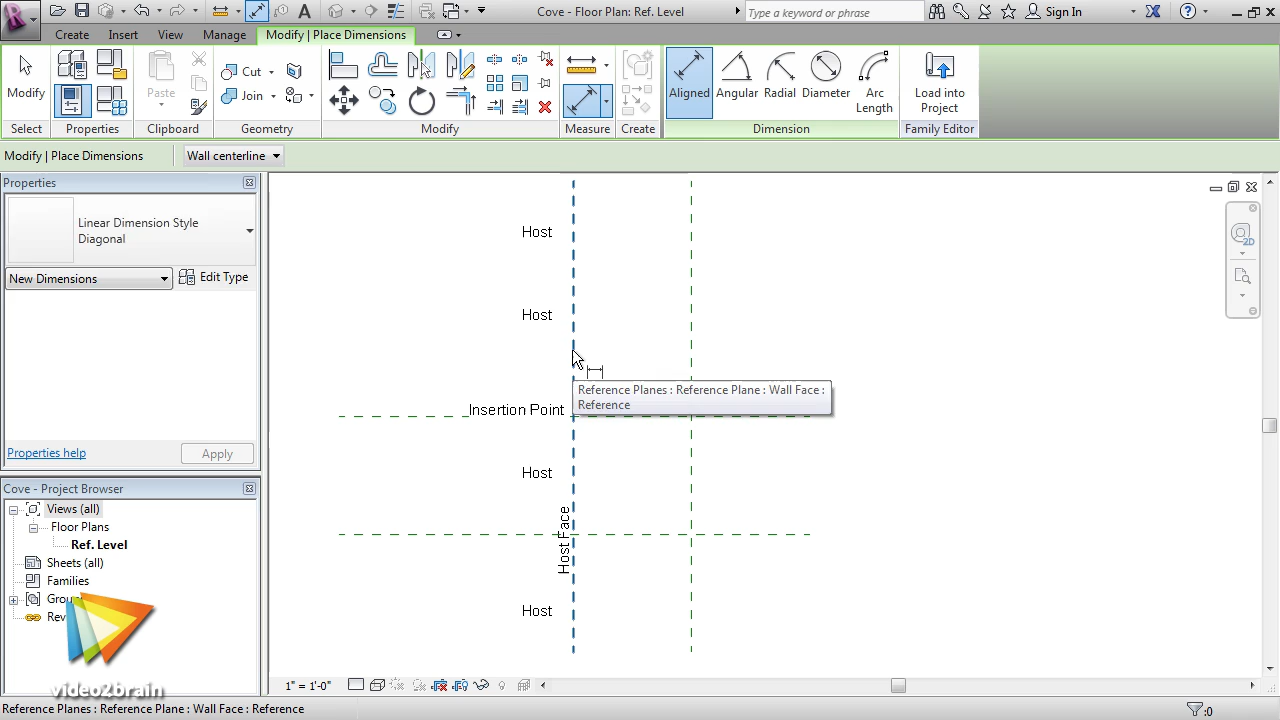 Cove - Floor Plan: Ref. Level
Type a keyword or phrase
Sign In
Create
Insert
View
Manage
Modify | Place Dimensions
Modify
Paste
Cut
Join
Aligned
Angular
Radial
Diameter
Arc
Length
Load into
Project
Select
Properties
Clipboard
Geometry
Modify
Measure
Create
Dimension
Family Editor
Modify | Place Dimensions
Wall centerline
Properties
Linear Dimension Style
Diagonal
New Dimensions
Edit Type
Properties help
Apply
Cove - Project Browser
Views (all)
Floor Plans
Ref. Level
Sheets (all)
Families
Grou
Rev
video2brain
Host
Host
Reference Planes : Reference Plane : Wall Face :
Reference
Insertion Point
Host
Host Face
Host
2D
1" = 1'-0"
Reference Planes : Reference Plane : Wall Face : Reference
:0